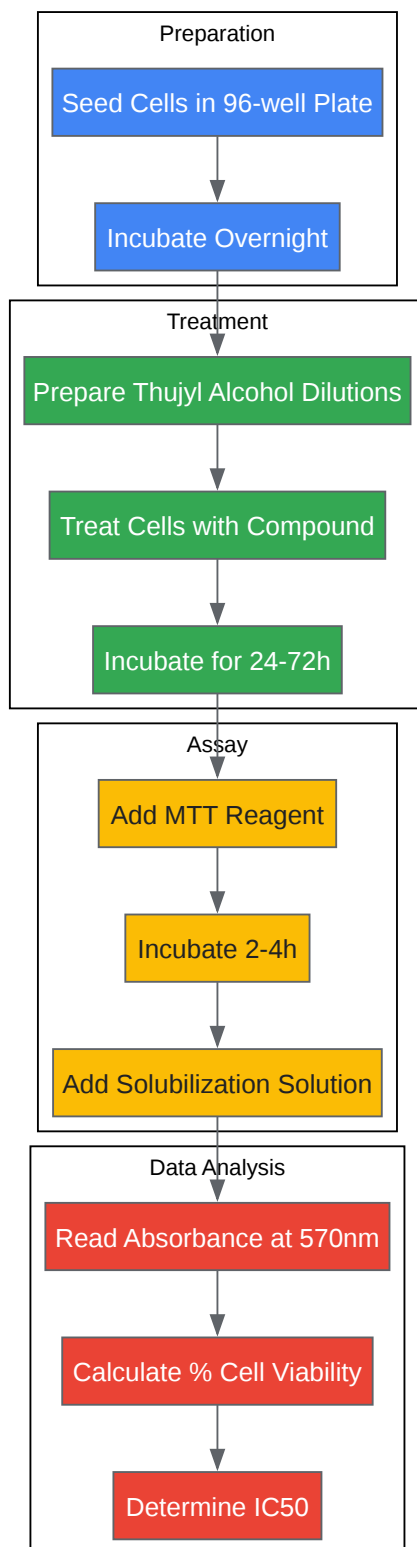 Preparation
Seed Cells in 96-well Plate
Incubate Overnight
Treatment
Prepare Thujyl Alcohol Dilutions
Treat Cells with Compound
Incubate for 24-72h
Assay
Add MTT Reagent
Incubate 2-4h
Add Solubilization Solution
Data Analysis
Read Absorbance at 570nm
Calculate % Cell Viability
Determine IC50